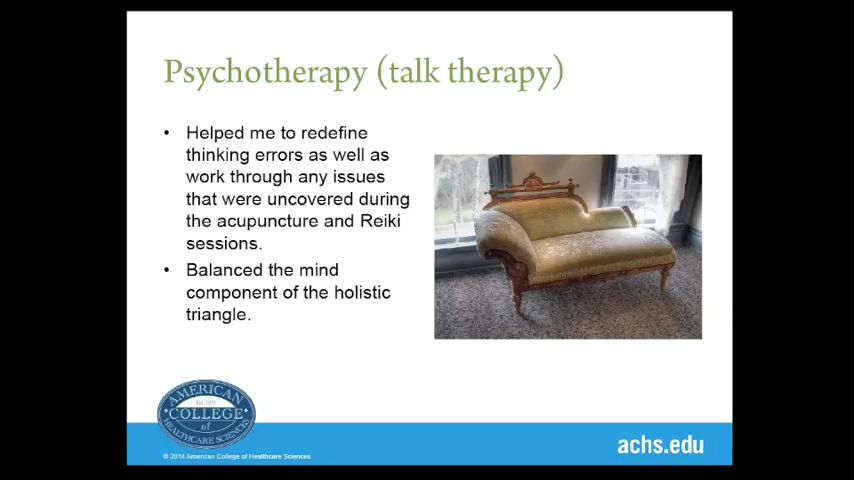 Psychotherapy (talk therapy)
• Helped me to redefine
thinking errors as well as
work through any issues
that were uncovered during
the acupuncture and Reiki
sessions.
• Balanced the mind
component of the holistic
triangle.
AMERICAN
COLLEGE
of
HEALTHCARE SCIENCES
achs.edu
© 2014 American College of Healthcare Sciences